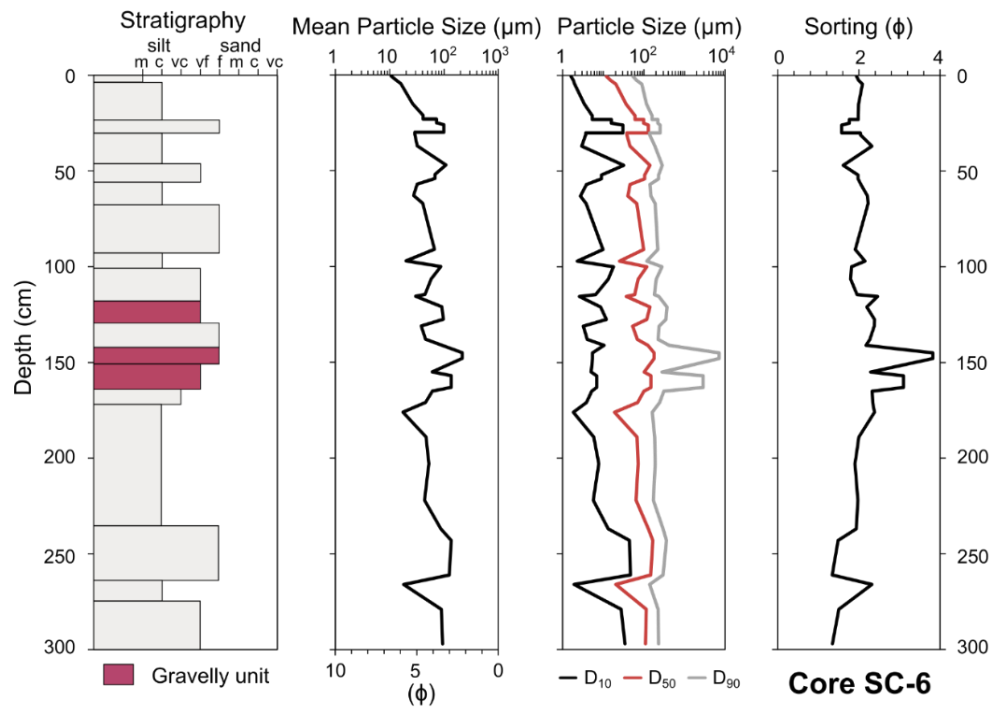 Stratigraphy
silt sand
m c vc vf f m c vc
Mean Particle Size (µm)
1 10 10² 10³
Particle Size (µm)
1 10² 10⁴
Sorting (ϕ)
0 2 4
Depth (cm)
0
50
100
150
200
250
300
0
50
100
150
200
250
300
10 5 0
(ϕ)
Gravelly unit
D₁₀ D₅₀ D₉₀
Core SC-6